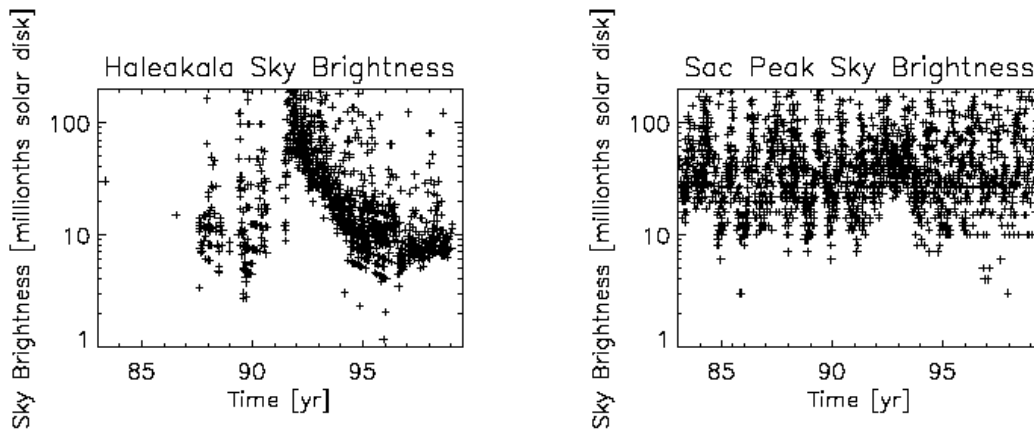 Haleakala Sky Brightness
Sky Brightness [millionths solar disk]
100
10
1
85 90 95
Time [yr]
Sac Peak Sky Brightness
Sky Brightness [millionths solar disk]
100
10
1
85 90 95
Time [yr]